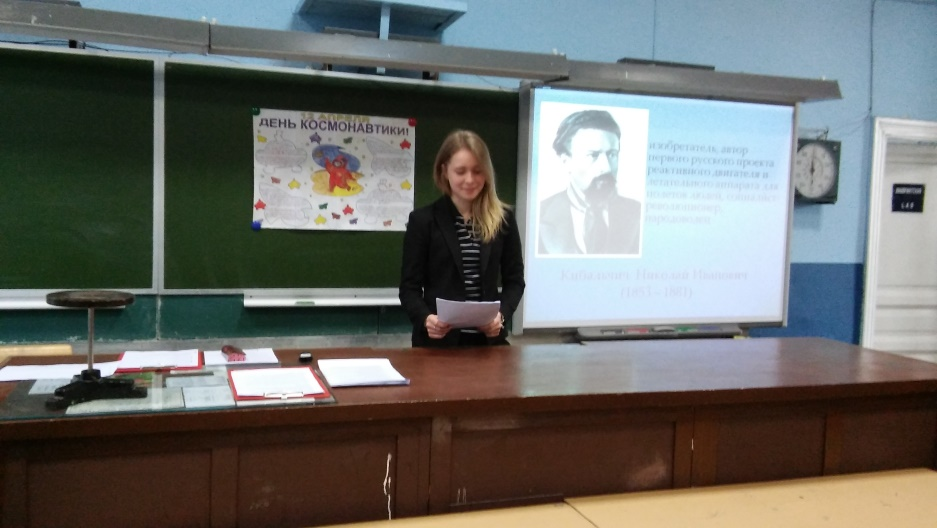 12 АПРЕЛЯ
ДЕНЬ КОСМОНАВТИКИ!
изобретатель, автор
первого русского проекта
реактивного двигателя и
летательного аппарата для
полетов людей, социалист-
революционер,
народоволец
Кибальчич Николай Иванович
(1853 - 1881)